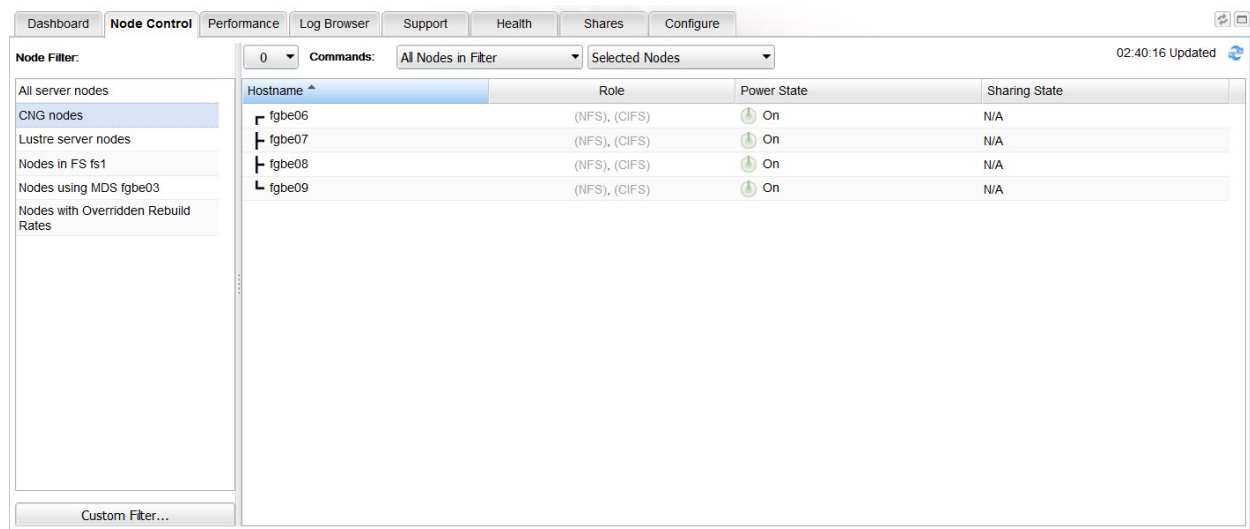 Dashboard Node Control Performance Log Browser Support Health Shares Configure
Node Filter: 0 Commands: All Nodes in Filter Selected Nodes 02:40:16 Updated
All server nodes
CNG nodes
Lustre server nodes
Nodes in FS fs1
Nodes using MDS fgbe03
Nodes with Overridden Rebuild
Rates
Custom Filter...
Hostname Role Power State Sharing State
fgbe06 (NFS), (CIFS) On N/A
fgbe07 (NFS), (CIFS) On N/A
fgbe08 (NFS), (CIFS) On N/A
fgbe09 (NFS), (CIFS) On N/A